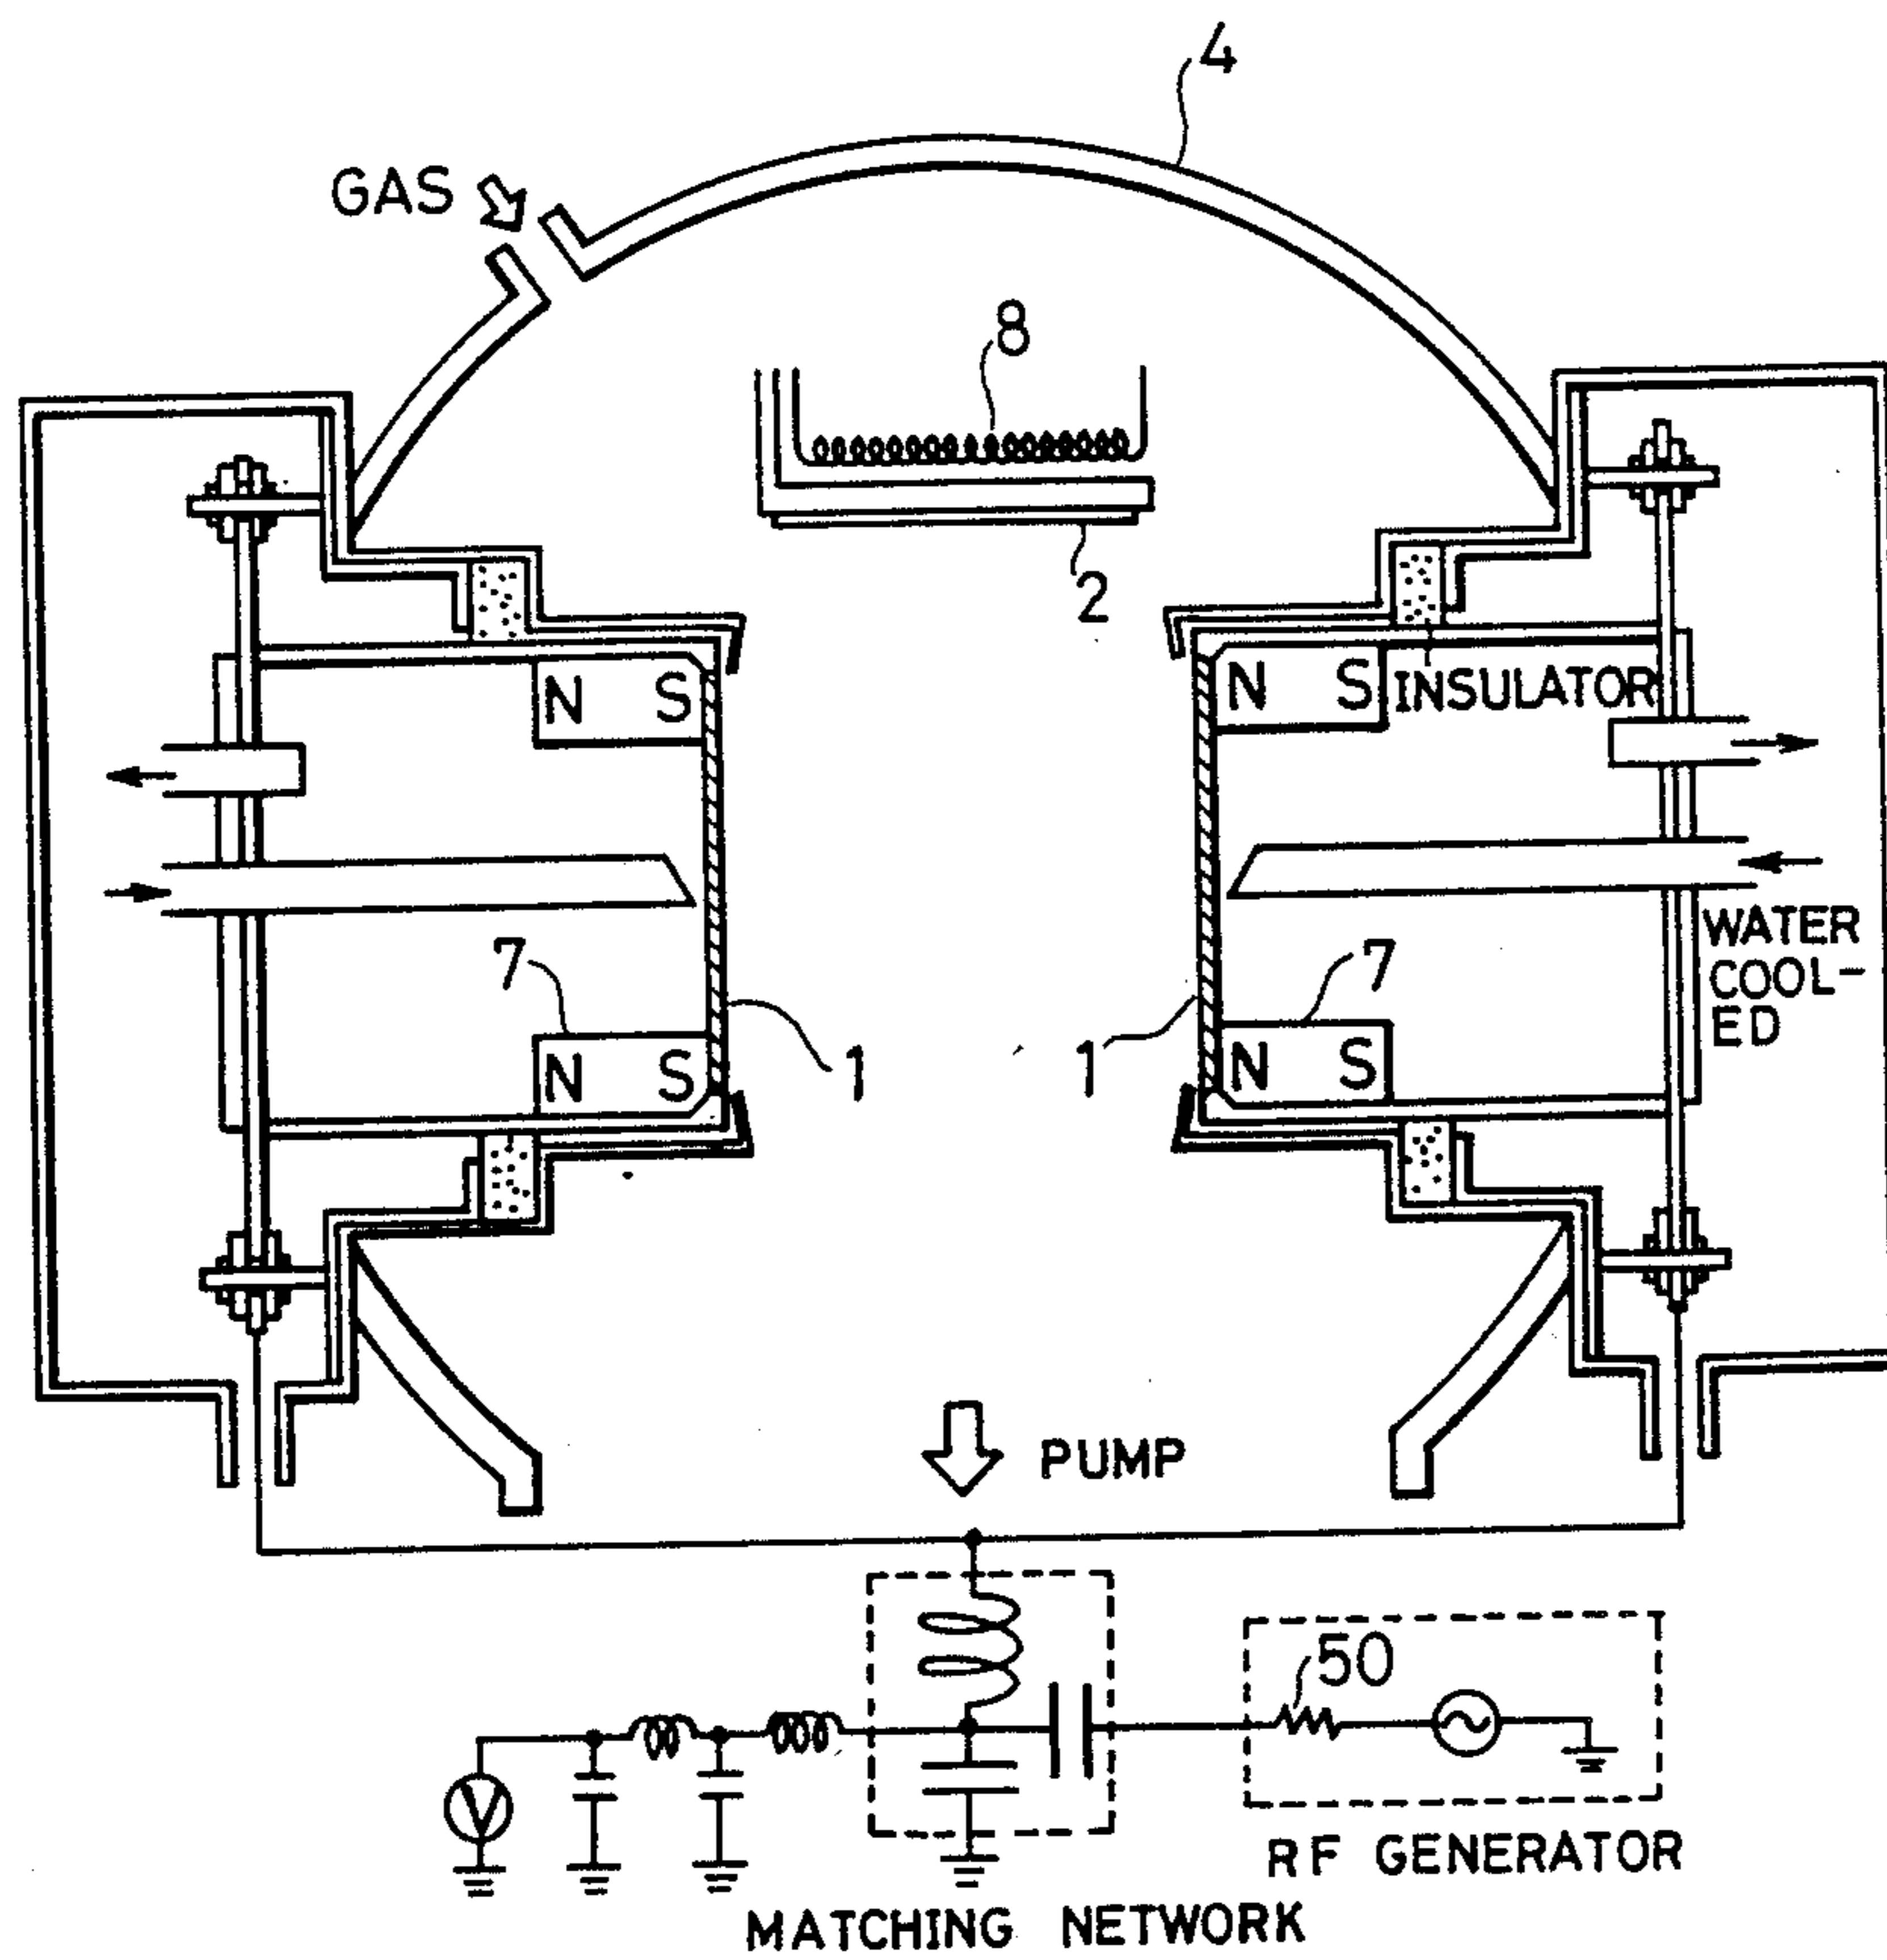 4
GAS
8
2
N S
N S INSULATOR
WATER
COOL-
ED
7
7
N S
1
1
N S
PUMP
50
V
RF GENERATOR
MATCHING NETWORK